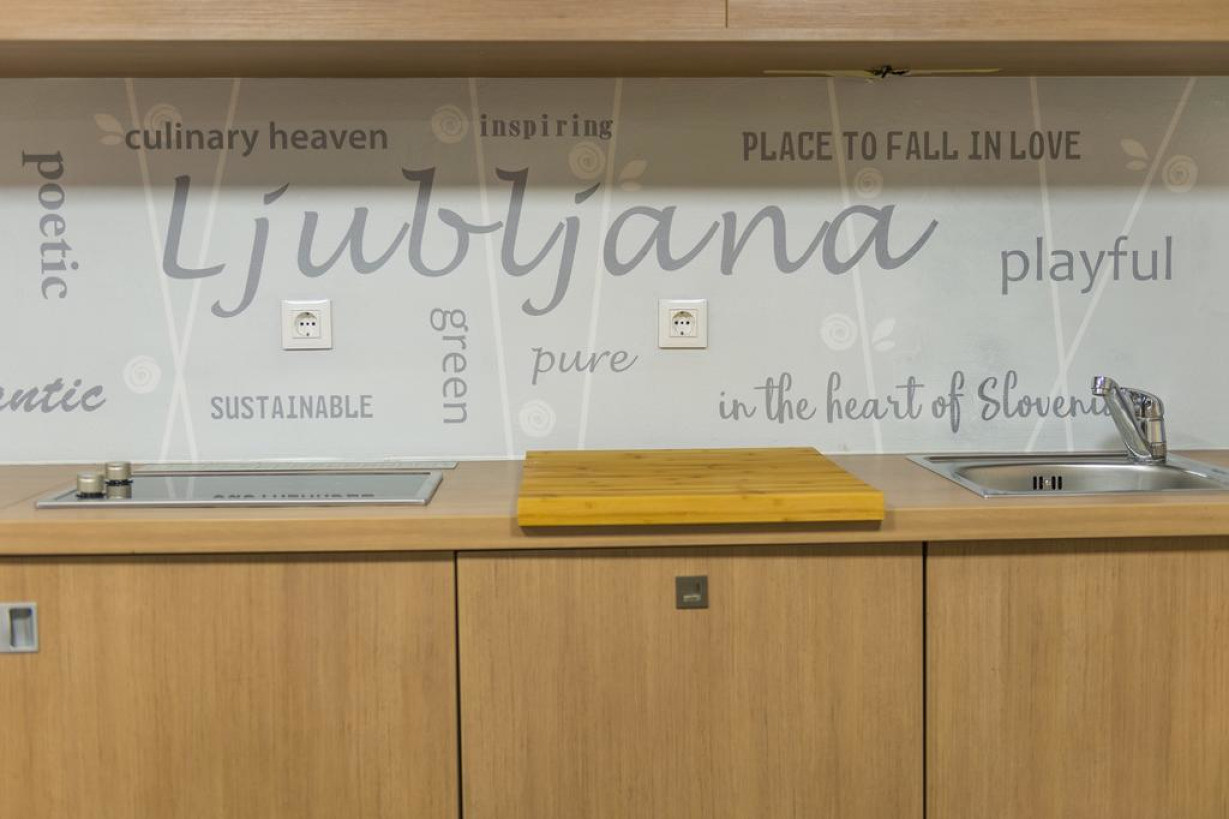 culinary heaven
inspiring
PLACE TO FALL IN LOVE
poetic
Ljubljana
playful
green
pure
SUSTAINABLE
in the heart of